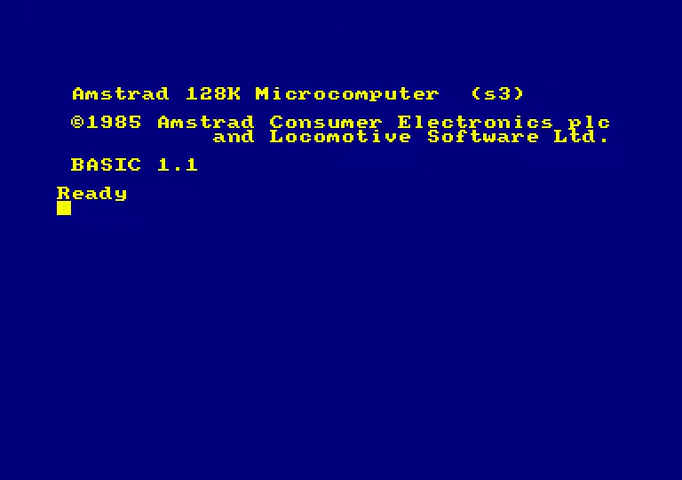 Amstrad 128K Microcomputer  (s3)
©1985 Amstrad Consumer Electronics plc
and Locomotive Software Ltd.
BASIC 1.1
Ready